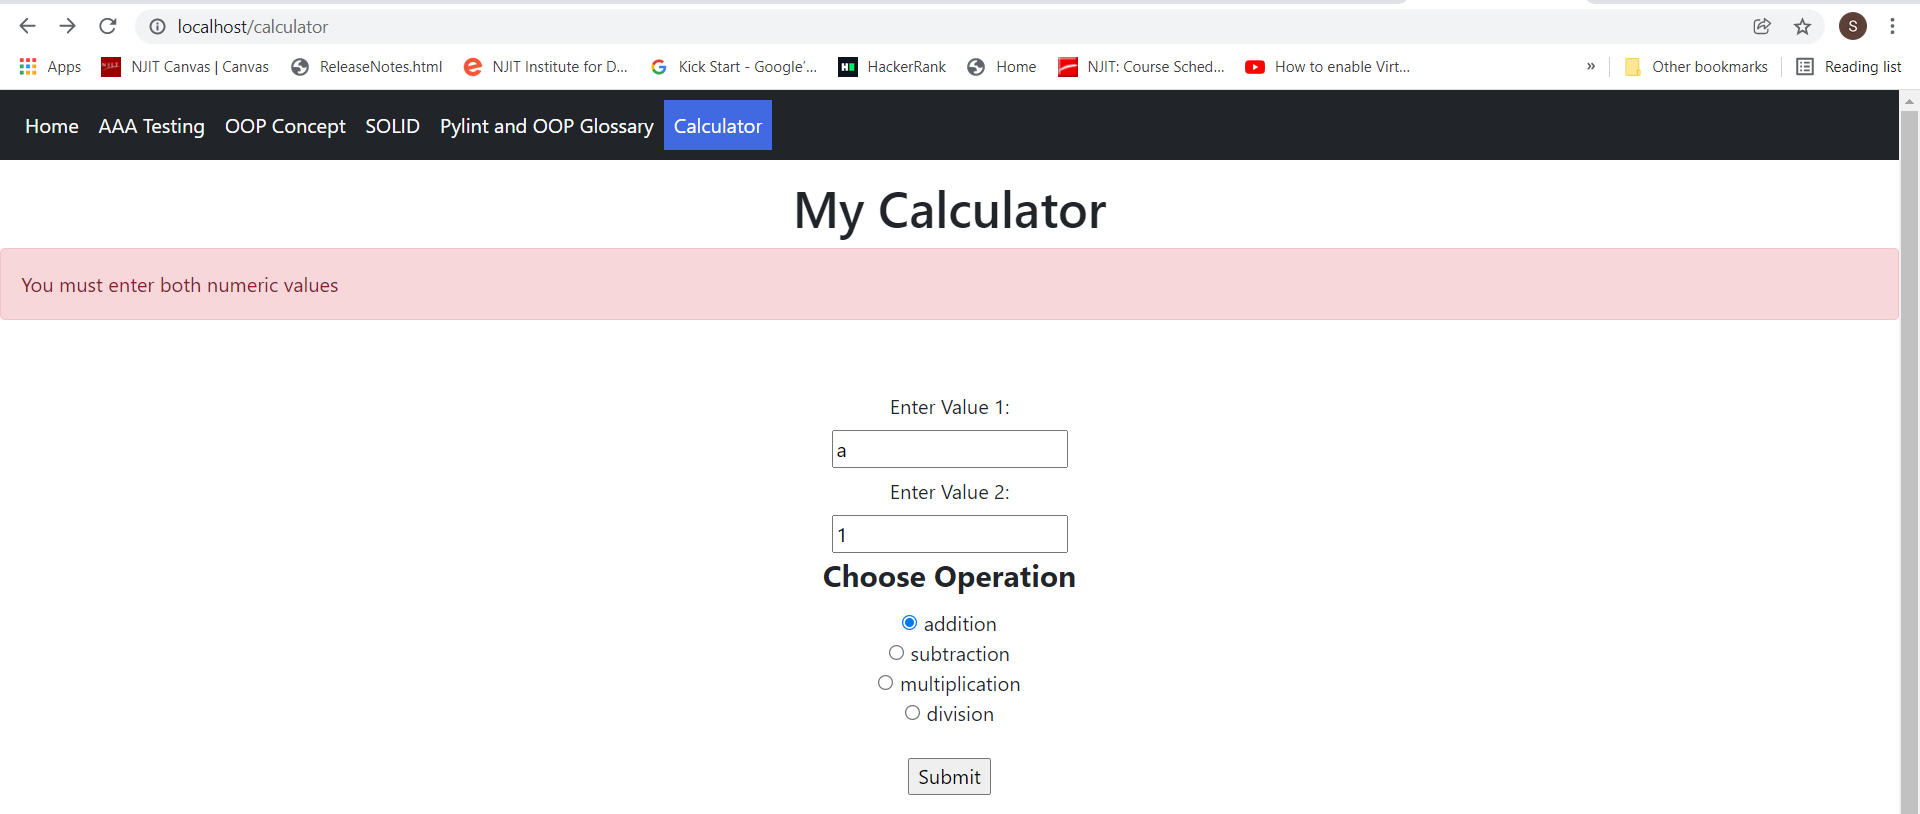 localhost/calculator
S
Apps NJIT Canvas | Canvas ReleaseNotes.html NJIT Institute for D... Kick Start - Google'... HackerRank Home NJIT: Course Sched... How to enable Virt... » Other bookmarks Reading list
Home AAA Testing OOP Concept SOLID Pylint and OOP Glossary Calculator
My Calculator
You must enter both numeric values
Enter Value 1:
a
Enter Value 2:
1
Choose Operation
addition
subtraction
multiplication
division
Submit